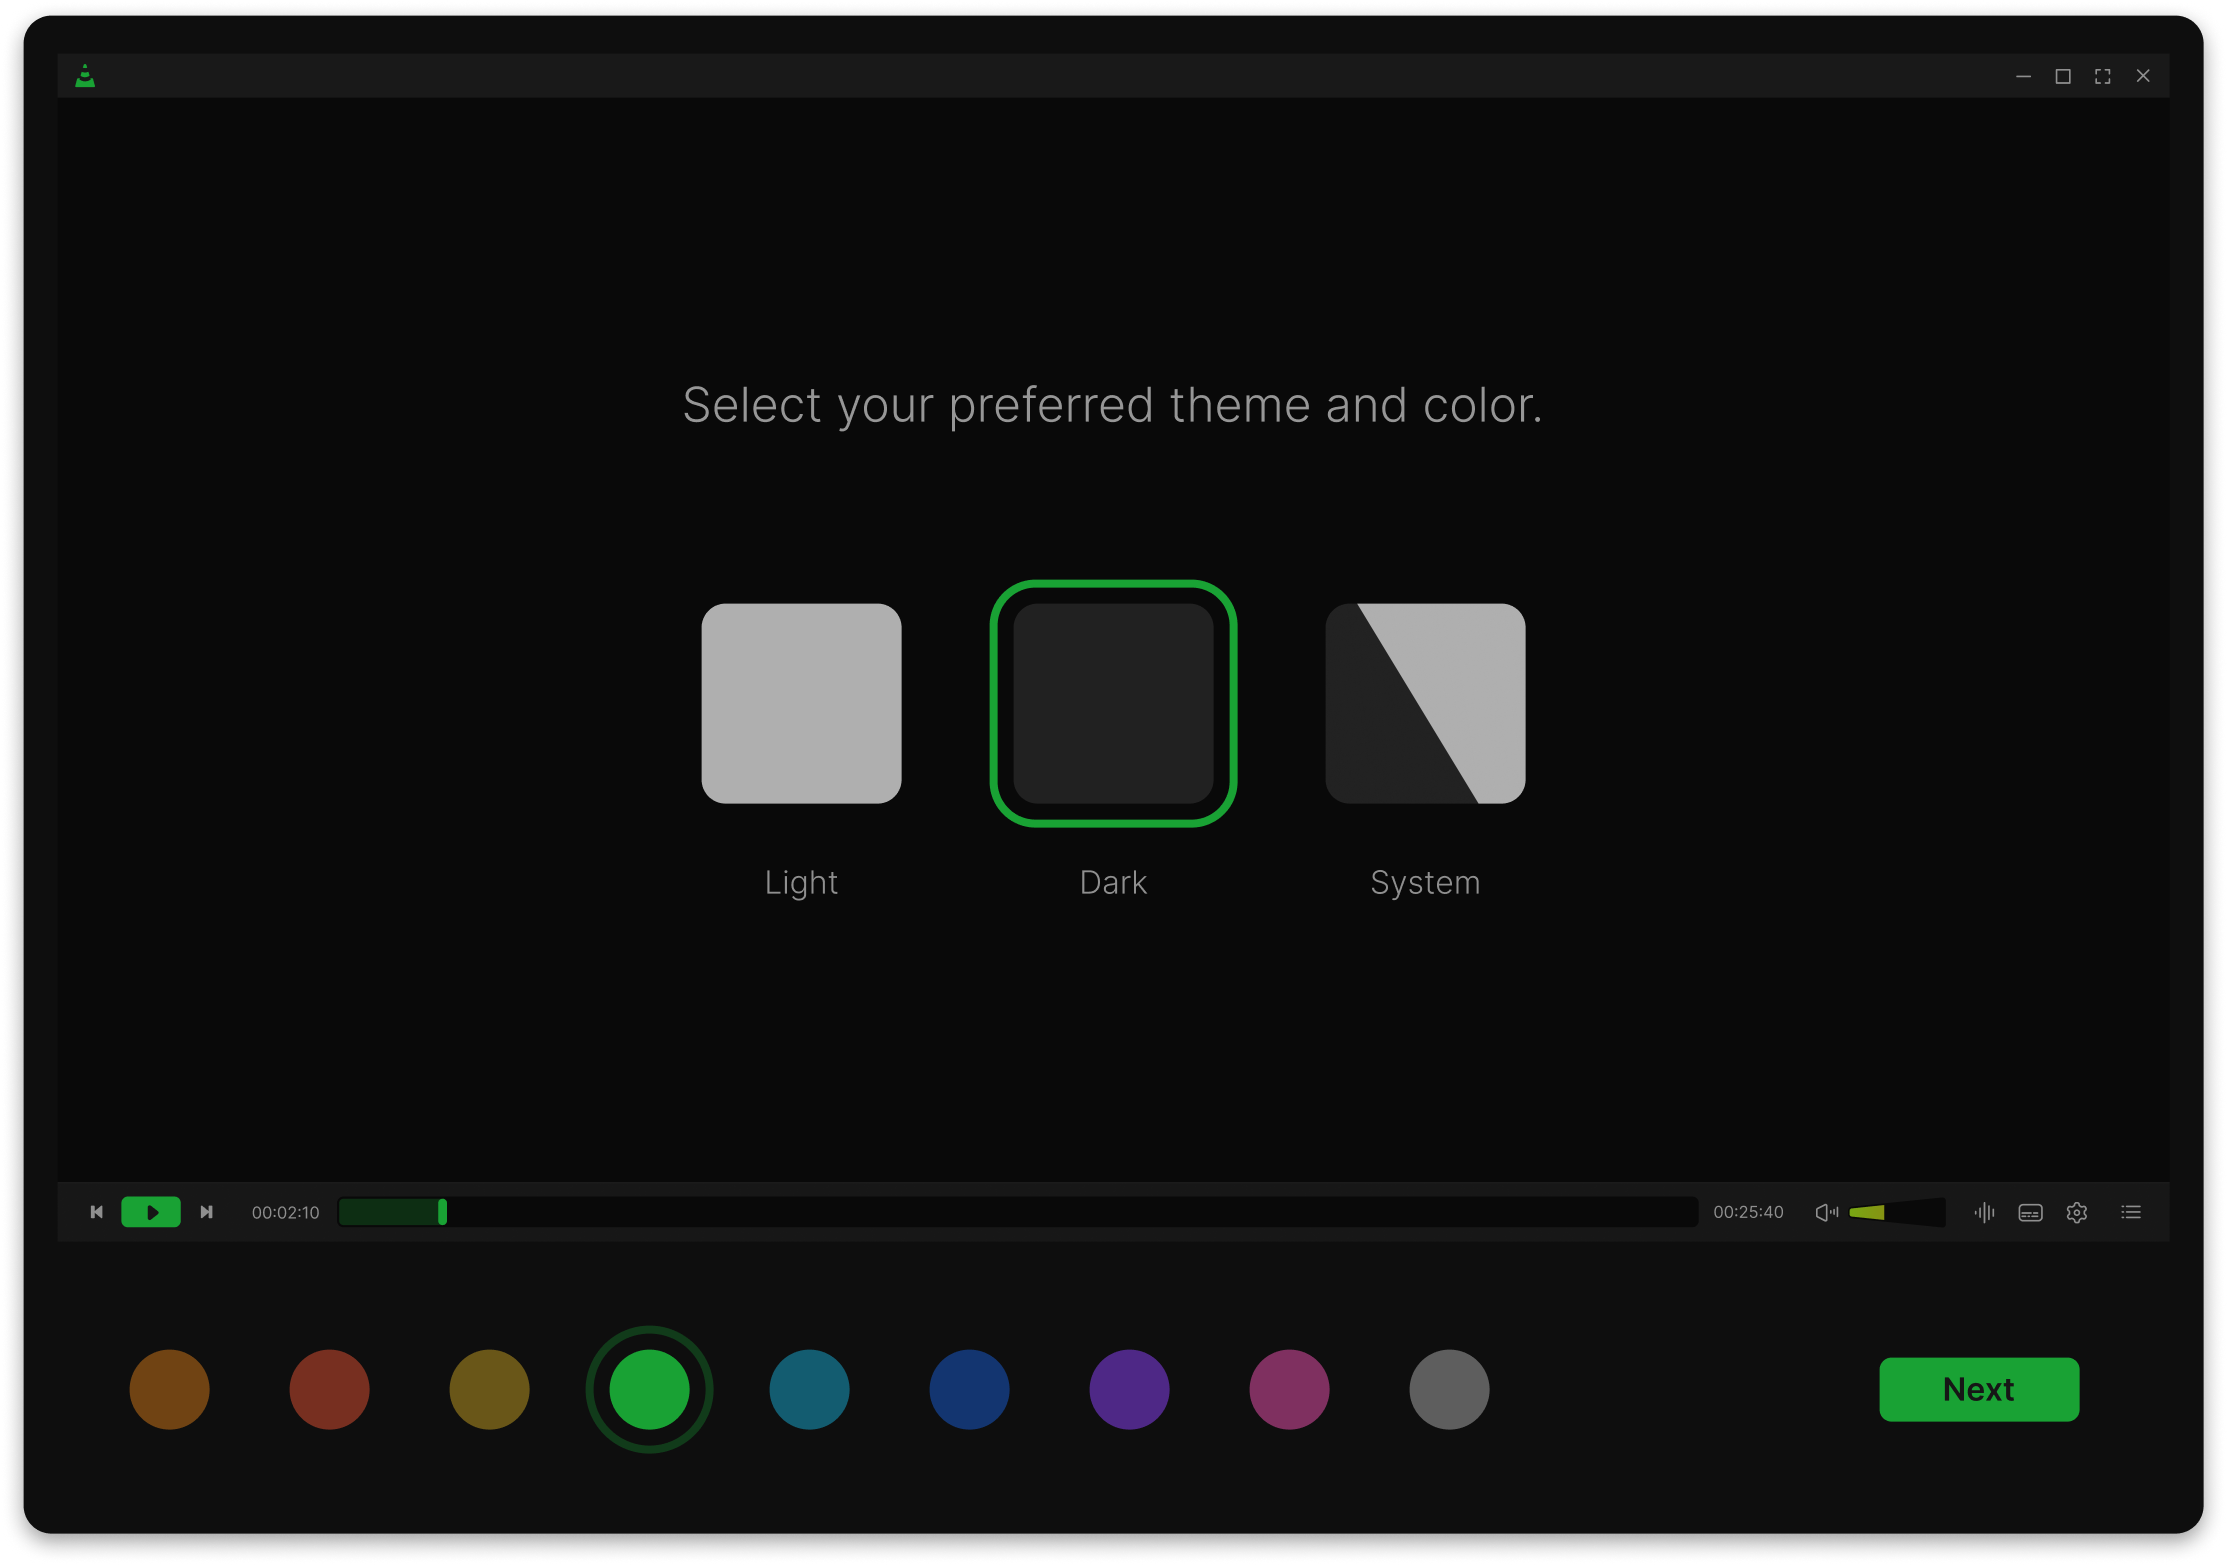 Select your preferred theme and color.
Light
Dark
System
00:02:10
00:25:40
Next